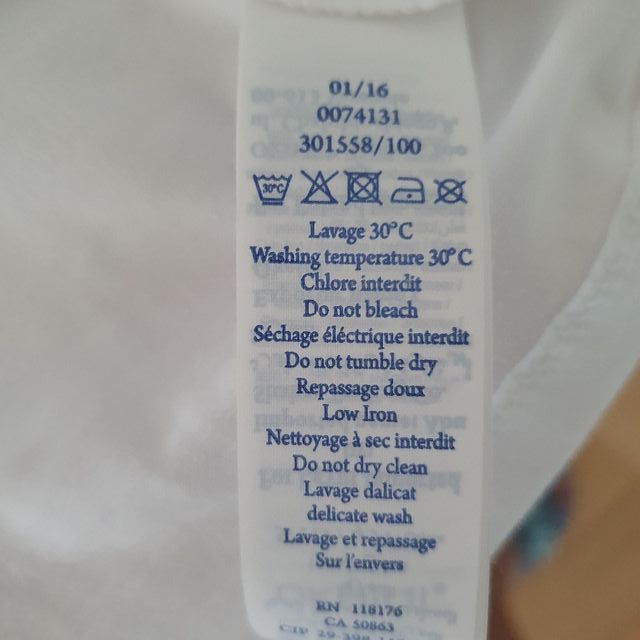 01/16
0074131
301558/100
30°C
Lavage 30°C
Washing temperature 30°C
Chlore interdit
Do not bleach
Séchage éléctrique interdit
Do not tumble dry
Repassage doux
Low Iron
Nettoyage à sec interdit
Do not dry clean
Lavage dalicat
delicate wash
Lavage et repassage
Sur l'envers
RN 118176
CA 50863